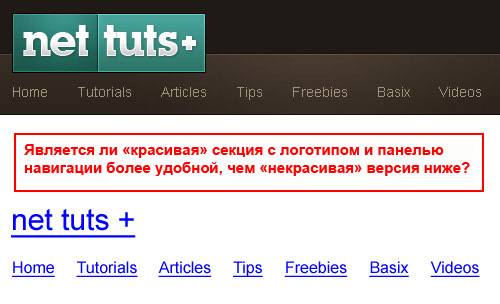 net tuts+
Home Tutorials Articles Tips Freebies Basix Videos
Является ли «красивая» секция с логотипом и панелью
навигации более удобной, чем «некрасивая» версия ниже?
net tuts +
Home Tutorials Articles Tips Freebies Basix Videos